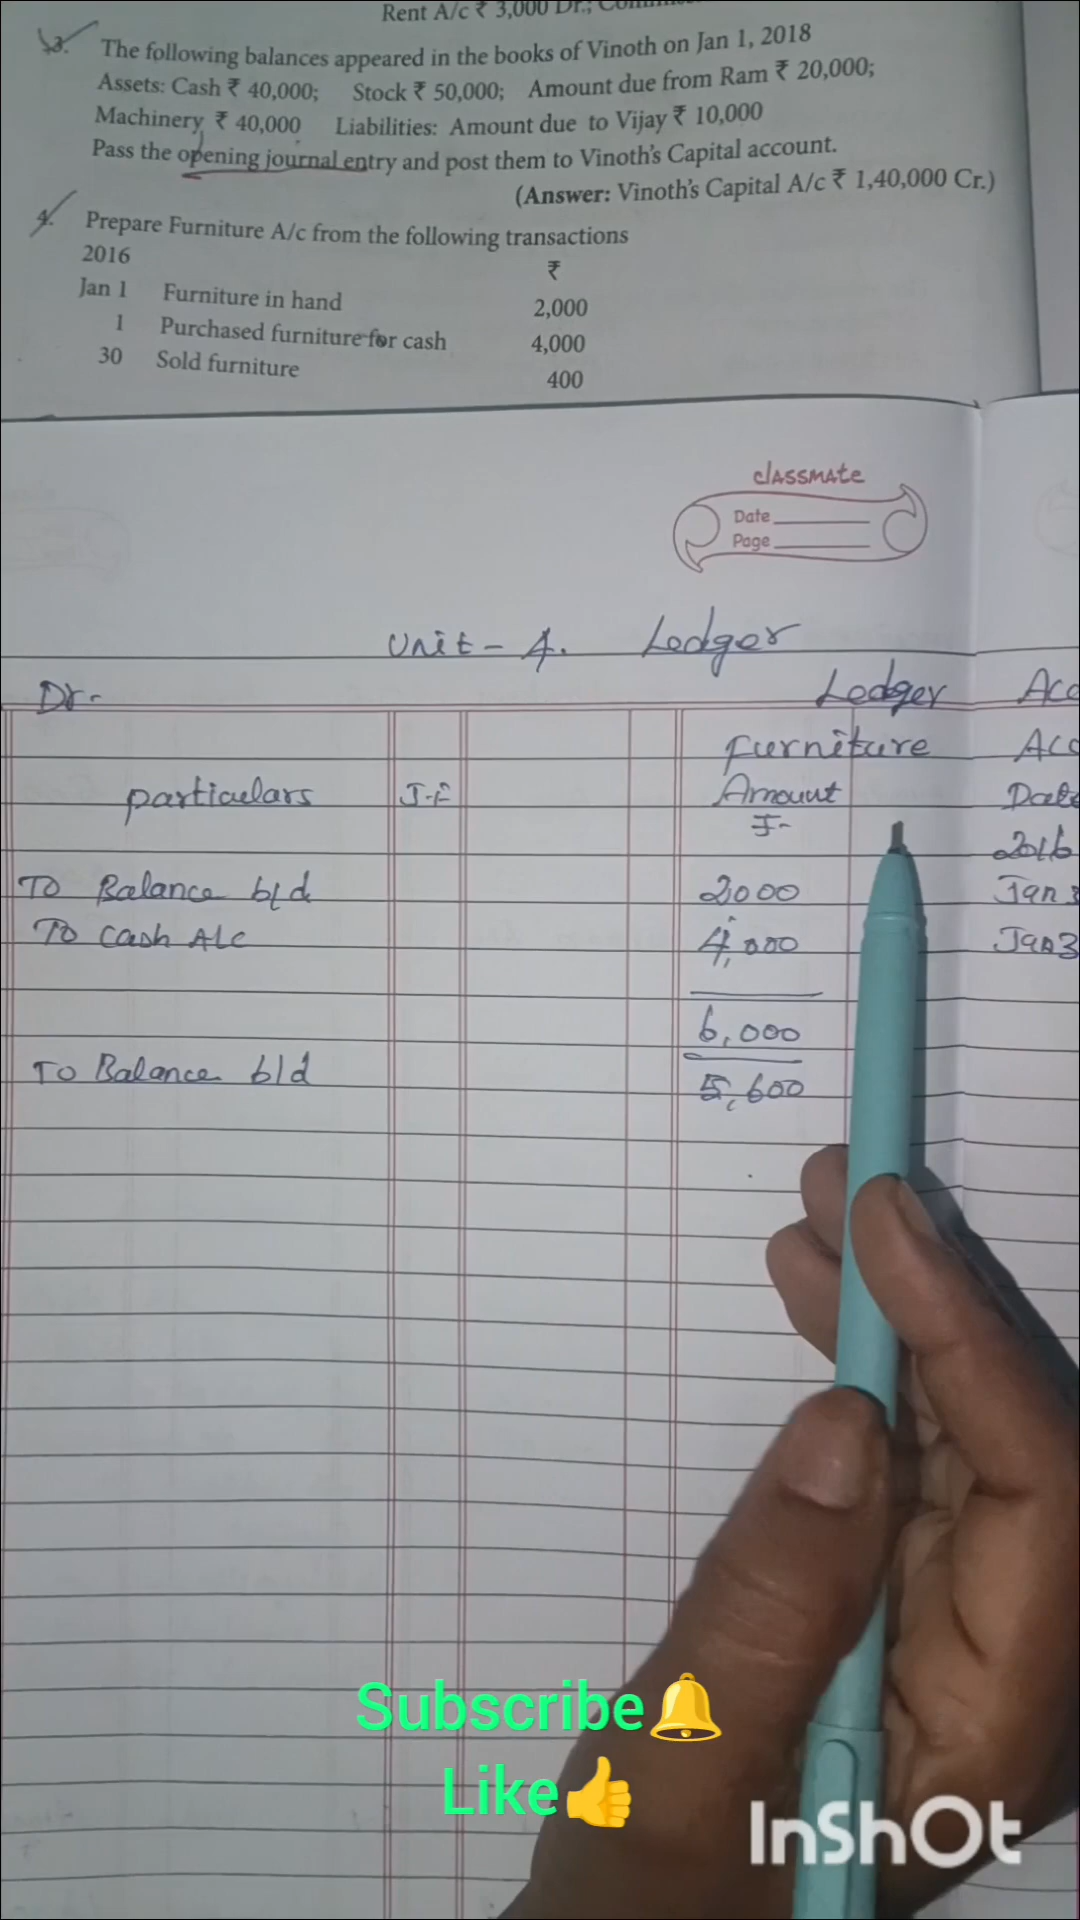 Rent A/c ₹ 3,000 Dr.;
3. The following balances appeared in the books of Vinoth on Jan 1, 2018
Assets: Cash ₹ 40,000; Stock ₹ 50,000; Amount due from Ram ₹ 20,000;
Machinery ₹ 40,000 Liabilities: Amount due to Vijay ₹ 10,000
Pass the opening journal entry and post them to Vinoth's Capital account.
(Answer: Vinoth's Capital A/c ₹ 1,40,000 Cr.)
4. Prepare Furniture A/c from the following transactions
2016 ₹
Jan 1 Furniture in hand 2,000
1 Purchased furniture for cash 4,000
30 Sold furniture 400
classmate
Date
Page
Unit - 4. Ledger
Dr. Ledger Acc
Furniture Acc
Particulars J.F Amount Date
₹ 2016
To Balance b/d 2000 Jan 3
To Cash A/c 4,000 Jan 3
6,000
To Balance b/d 5,600
Subscribe🔔
Like👍
InShOt